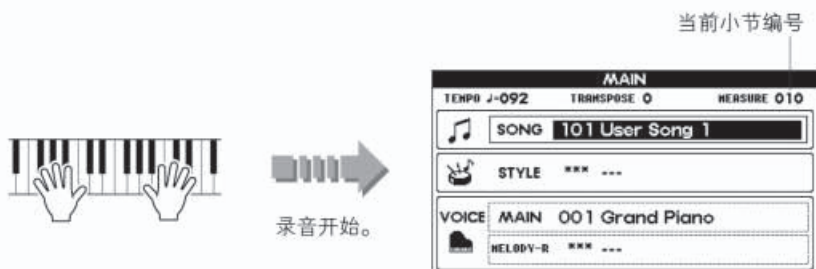 当前小节编号
MAIN
TEMPO ♩=092 TRANSPOSE 0 MEASURE 010
SONG 101 User Song 1
STYLE *** ---
VOICE MAIN 001 Grand Piano
MELODY-R *** ---
录音开始。